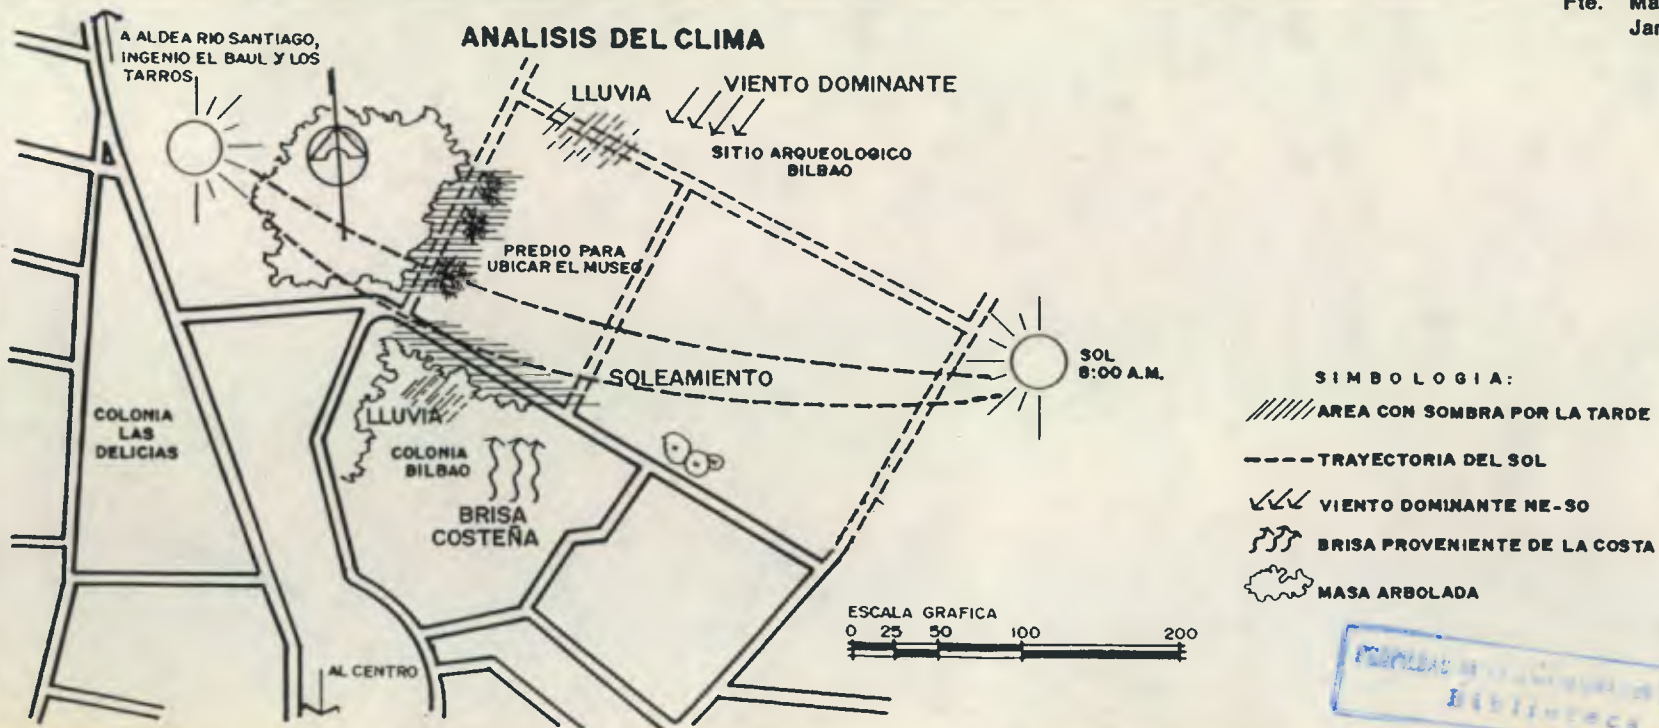 Fte.
A ALDEA RIO SANTIAGO,
INGENIO EL BAUL Y LOS
TARROS
ANALISIS DEL CLIMA
LLUVIA
VIENTO DOMINANTE
SITIO ARQUEOLOGICO
BILBAO
PREDIO PARA
UBICAR EL MUSEO
SOL
8:00 A.M.
SOLEAMIENTO
LLUVIA
COLONIA
LAS
DELICIAS
COLONIA
BILBAO
BRISA
COSTEÑA
AL CENTRO
ESCALA GRAFICA
0 25 50 100 200
SIMBOLOGIA:
AREA CON SOMBRA POR LA TARDE
TRAYECTORIA DEL SOL
VIENTO DOMINANTE NE-SO
BRISA PROVENIENTE DE LA COSTA
MASA ARBOLADA
Biblioteca